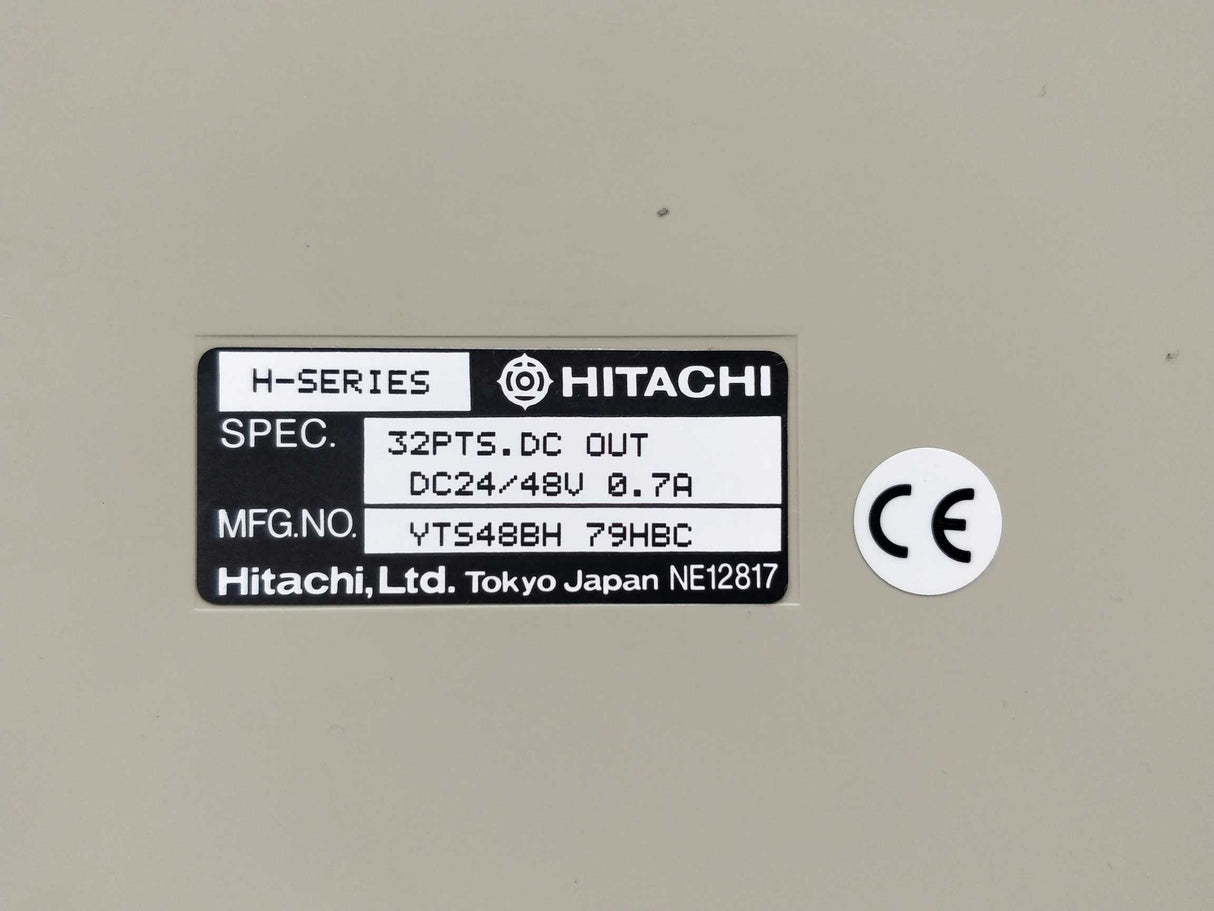 H-SERIES HITACHI
SPEC. 32PTS.DC OUT
DC24/48V 0.7A
MFG.NO. YTS48BH 79HBC
Hitachi,Ltd. Tokyo Japan NE12817
CE